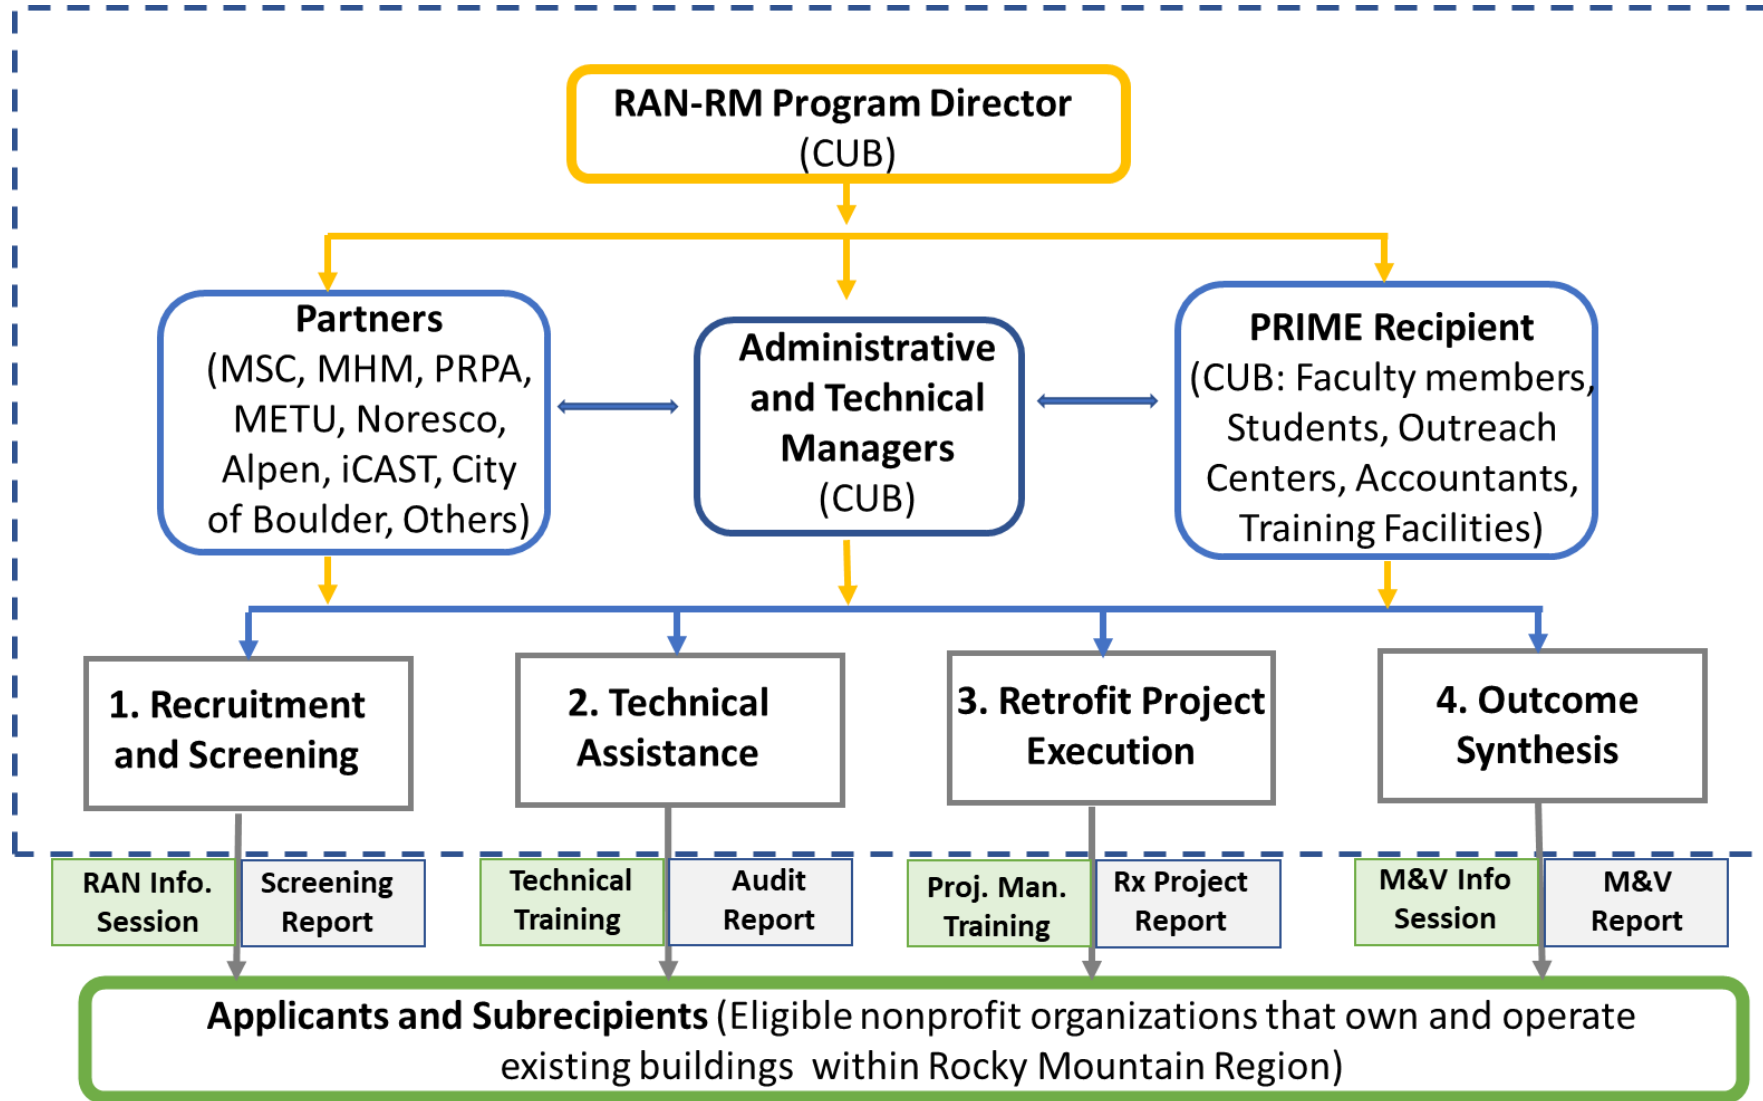 RAN-RM Program Director
(CUB)
Partners
(MSC, MHM, PRPA,
METU, Noresco,
Alpen, iCAST, City
of Boulder, Others)
Administrative
and Technical
Managers
(CUB)
PRIME Recipient
(CUB: Faculty members,
Students, Outreach
Centers, Accountants,
Training Facilities)
1. Recruitment
and Screening
2. Technical
Assistance
3. Retrofit Project
Execution
4. Outcome
Synthesis
RAN Info.
Session
Screening
Report
Technical
Training
Audit
Report
Proj. Man.
Training
Rx Project
Report
M&V Info
Session
M&V
Report
Applicants and Subrecipients (Eligible nonprofit organizations that own and operate
existing buildings within Rocky Mountain Region)